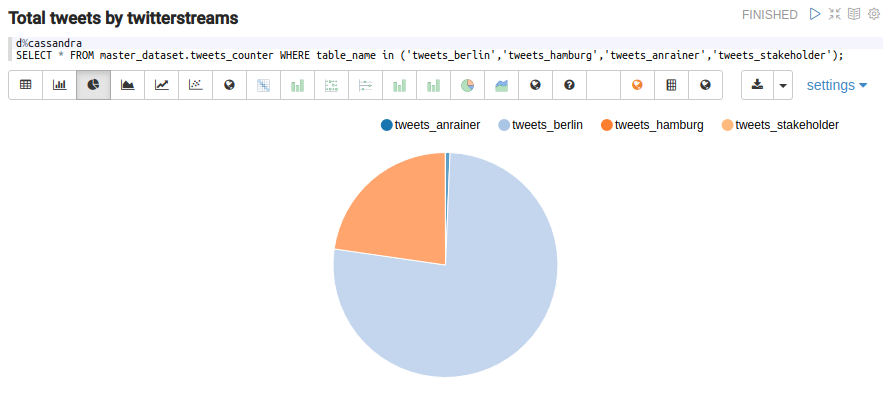 Total tweets by twitterstreams
FINISHED
d%cassandra
SELECT * FROM master_dataset.tweets_counter WHERE table_name in ('tweets_berlin','tweets_hamburg','tweets_anrainer','tweets_stakeholder');
settings
tweets_anrainer tweets_berlin tweets_hamburg tweets_stakeholder